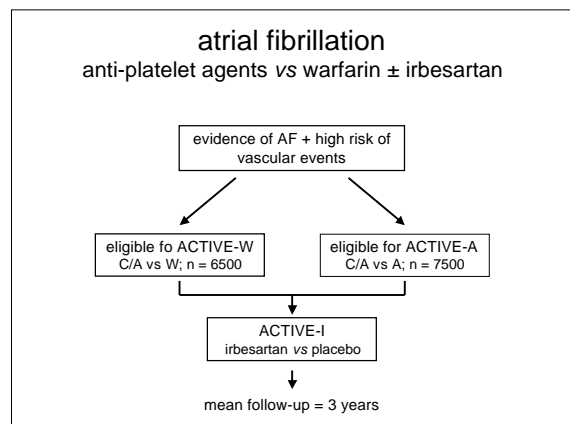 atrial fibrillation
anti-platelet agents vs warfarin ± irbesartan
evidence of AF + high risk of
vascular events
eligible fo ACTIVE-W
C/A vs W; n = 6500
eligible for ACTIVE-A
C/A vs A; n = 7500
ACTIVE-I
irbesartan vs placebo
mean follow-up = 3 years